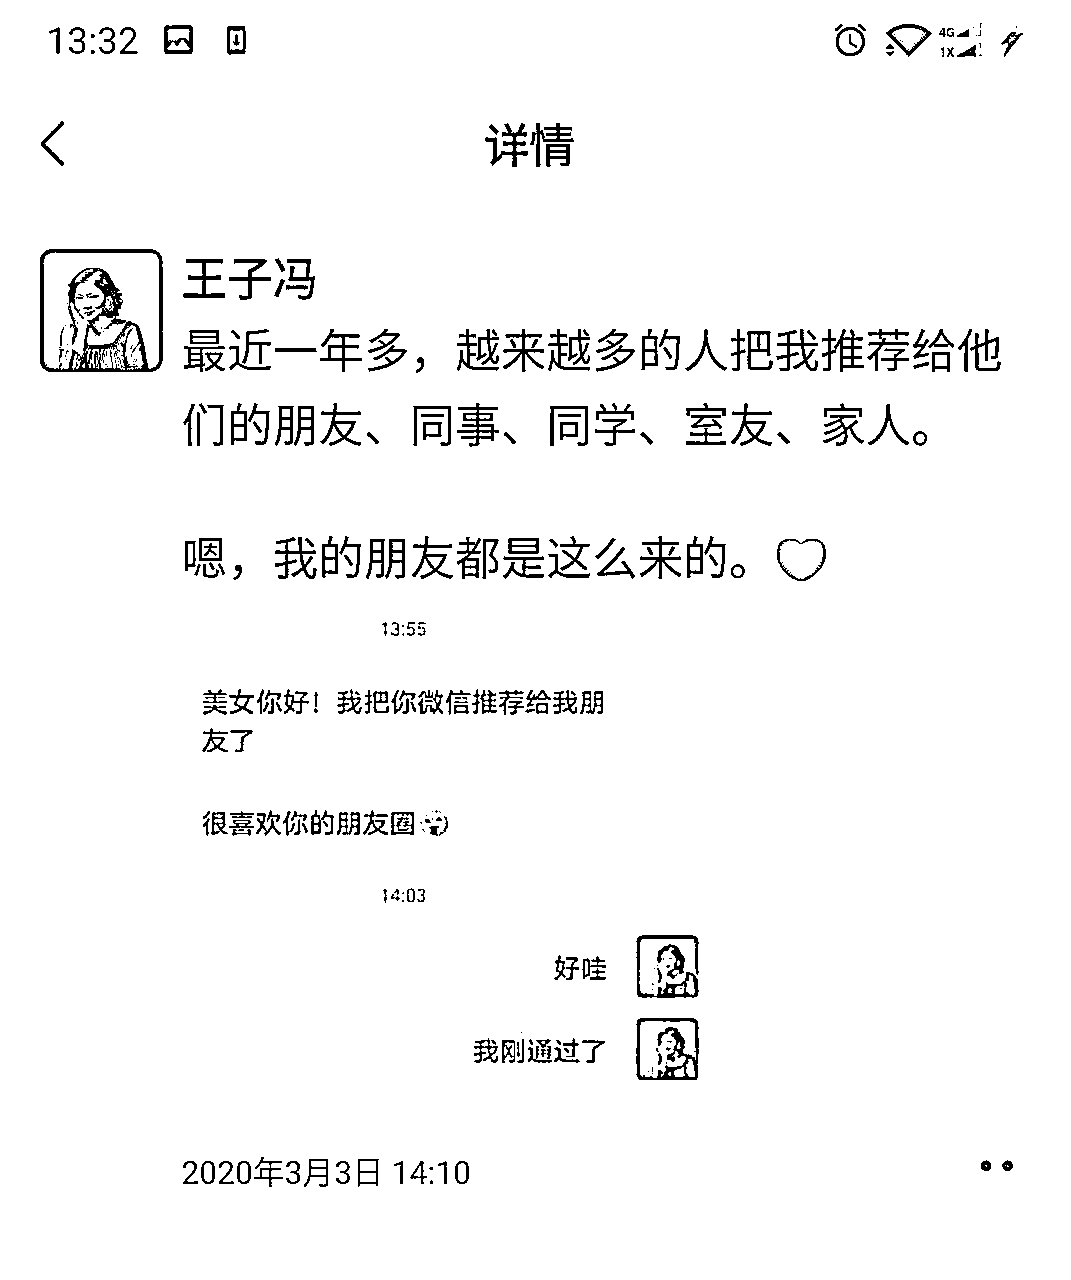 13:32
4G
1X
详情
王子冯
最近一年多，越来越多的人把我推荐给他
们的朋友、同事、同学、室友、家人。
嗯，我的朋友都是这么来的。
13:55
美女你好！我把你微信推荐给我朋
友了
很喜欢你的朋友圈
14:03
好哇
我刚通过了
2020年3月3日 14:10